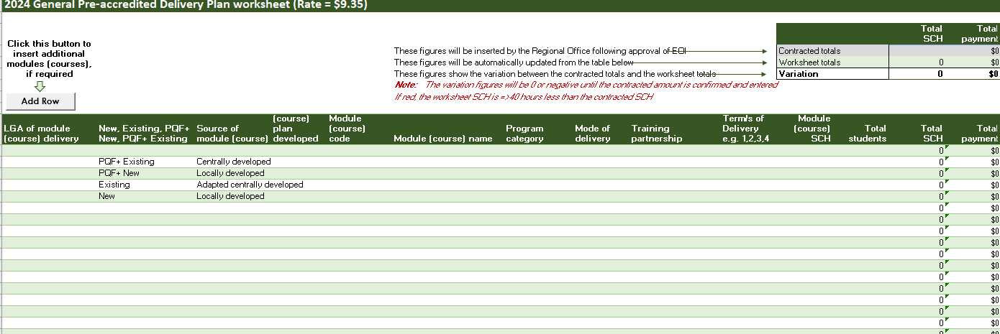 2024 General Pre-accredited Delivery Plan worksheet (Rate = $9.35)
Click this button to
insert additional
modules (courses),
if required
Add Row
These figures will be inserted by the Regional Office following approval of EOI
These figures will be automatically updated from the table below
These figures show the variation between the contracted totals and the worksheet totals
Note: The variation figures will be 0 or negative until the contracted amount is confirmed and entered
If red, the worksheet SCH is =>40 hours less than the contracted SCH
Total SCH Total payment
Contracted totals $0
Worksheet totals 0 $0
Variation 0 $0
LGA of module (course) delivery
New, Existing, PQF+ New, PQF+ Existing
Source of module (course)
(course) plan developed
Module (course) code
Module (course) name
Program category
Mode of delivery
Training partnership
Term/s of Delivery e.g. 1,2,3,4
Module (course) SCH
Total students
Total SCH
Total payment
0 $0
PQF+ Existing Centrally developed 0 $0
PQF+ New Locally developed 0 $0
Existing Adapted centrally developed 0 $0
New Locally developed 0 $0
0 $0
0 $0
0 $0
0 $0
0 $0
0 $0
0 $0
0 $0
0 $0
0 $0
0 $0
0 $0